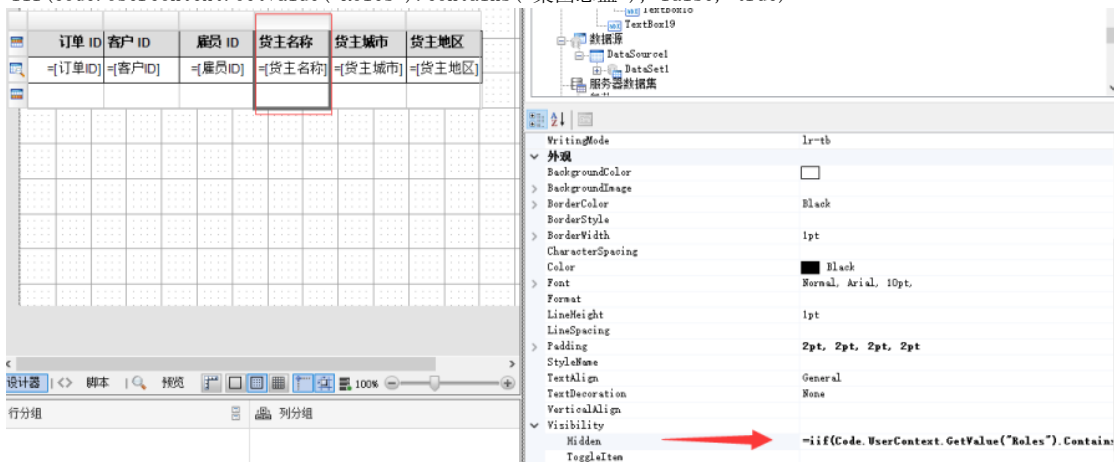 TextBox18
TextBox19
数据源
DataSource1
DataSet1
服务器数据集
订单 ID 客户 ID 雇员 ID 货主名称 货主城市 货主地区
=[订单ID] =[客户ID] =[雇员ID] =[货主名称] =[货主城市] =[货主地区]
WritingMode lr-tb
外观
BackgroundColor
BackgroundImage
BorderColor Black
BorderStyle
BorderWidth 1pt
CharacterSpacing
Color Black
Font Normal, Arial, 10pt,
Format
LineHeight 1pt
LineSpacing
Padding 2pt, 2pt, 2pt, 2pt
StyleName
TextAlign General
TextDecoration None
VerticalAlign
Visibility
Hidden =iif(Code.UserContext.GetValue("Roles").Contains
ToggleItem
设计器 <> 脚本 预览 100%
行分组 列分组